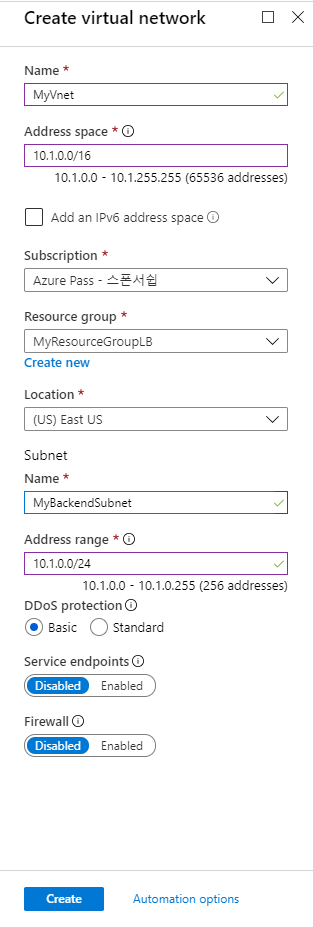 Create virtual network
Name *
MyVnet
Address space *
10.1.0.0/16
10.1.0.0 - 10.1.255.255 (65536 addresses)
Add an IPv6 address space
Subscription *
Azure Pass - 스폰서쉽
Resource group *
MyResourceGroupLB
Create new
Location *
(US) East US
Subnet
Name *
MyBackendSubnet
Address range *
10.1.0.0/24
10.1.0.0 - 10.1.0.255 (256 addresses)
DDoS protection
Basic Standard
Service endpoints
Disabled Enabled
Firewall
Disabled Enabled
Create Automation options